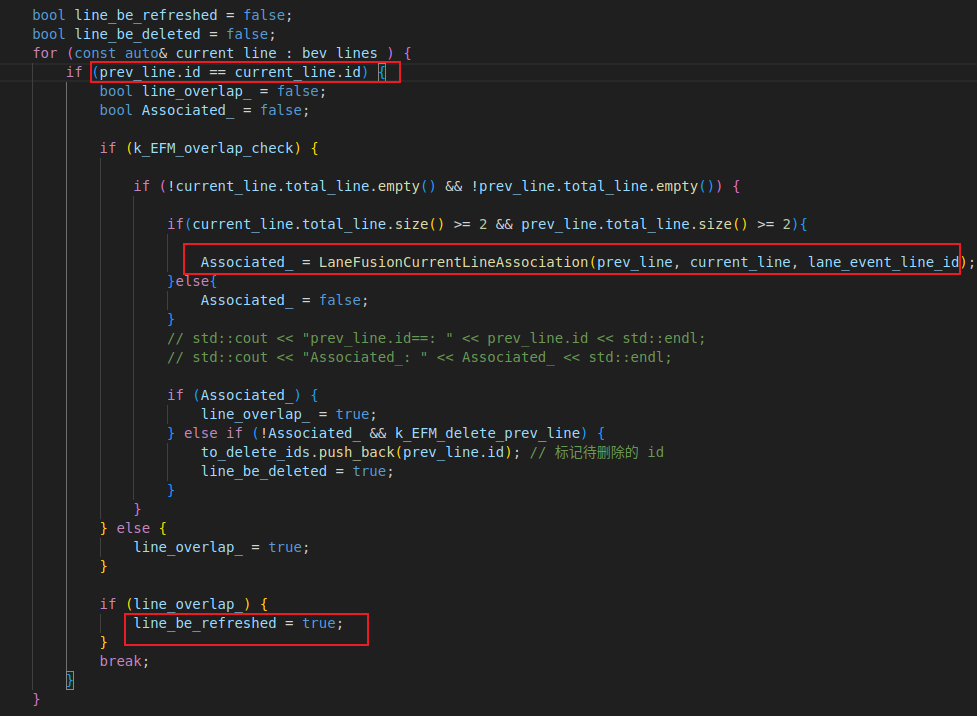 bool line_be_refreshed = false;
bool line_be_deleted = false;
for (const auto& current_line : bev_lines ) {
if (prev_line.id == current_line.id) {
bool line_overlap_ = false;
bool Associated_ = false;
if (k_EFM_overlap_check) {
if (!current_line.total_line.empty() && !prev_line.total_line.empty()) {
if(current_line.total_line.size() >= 2 && prev_line.total_line.size() >= 2){
Associated_ = LaneFusionCurrentLineAssociation(prev_line, current_line, lane_event_line_id);
}else{
Associated_ = false;
}
// std::cout << "prev_line.id==: " << prev_line.id << std::endl;
// std::cout << "Associated_: " << Associated_ << std::endl;
if (Associated_) {
line_overlap_ = true;
} else if (!Associated_ && k_EFM_delete_prev_line) {
to_delete_ids.push_back(prev_line.id); // 标记待删除的 id
line_be_deleted = true;
}
}
} else {
line_overlap_ = true;
}
if (line_overlap_) {
line_be_refreshed = true;
}
break;
}
}